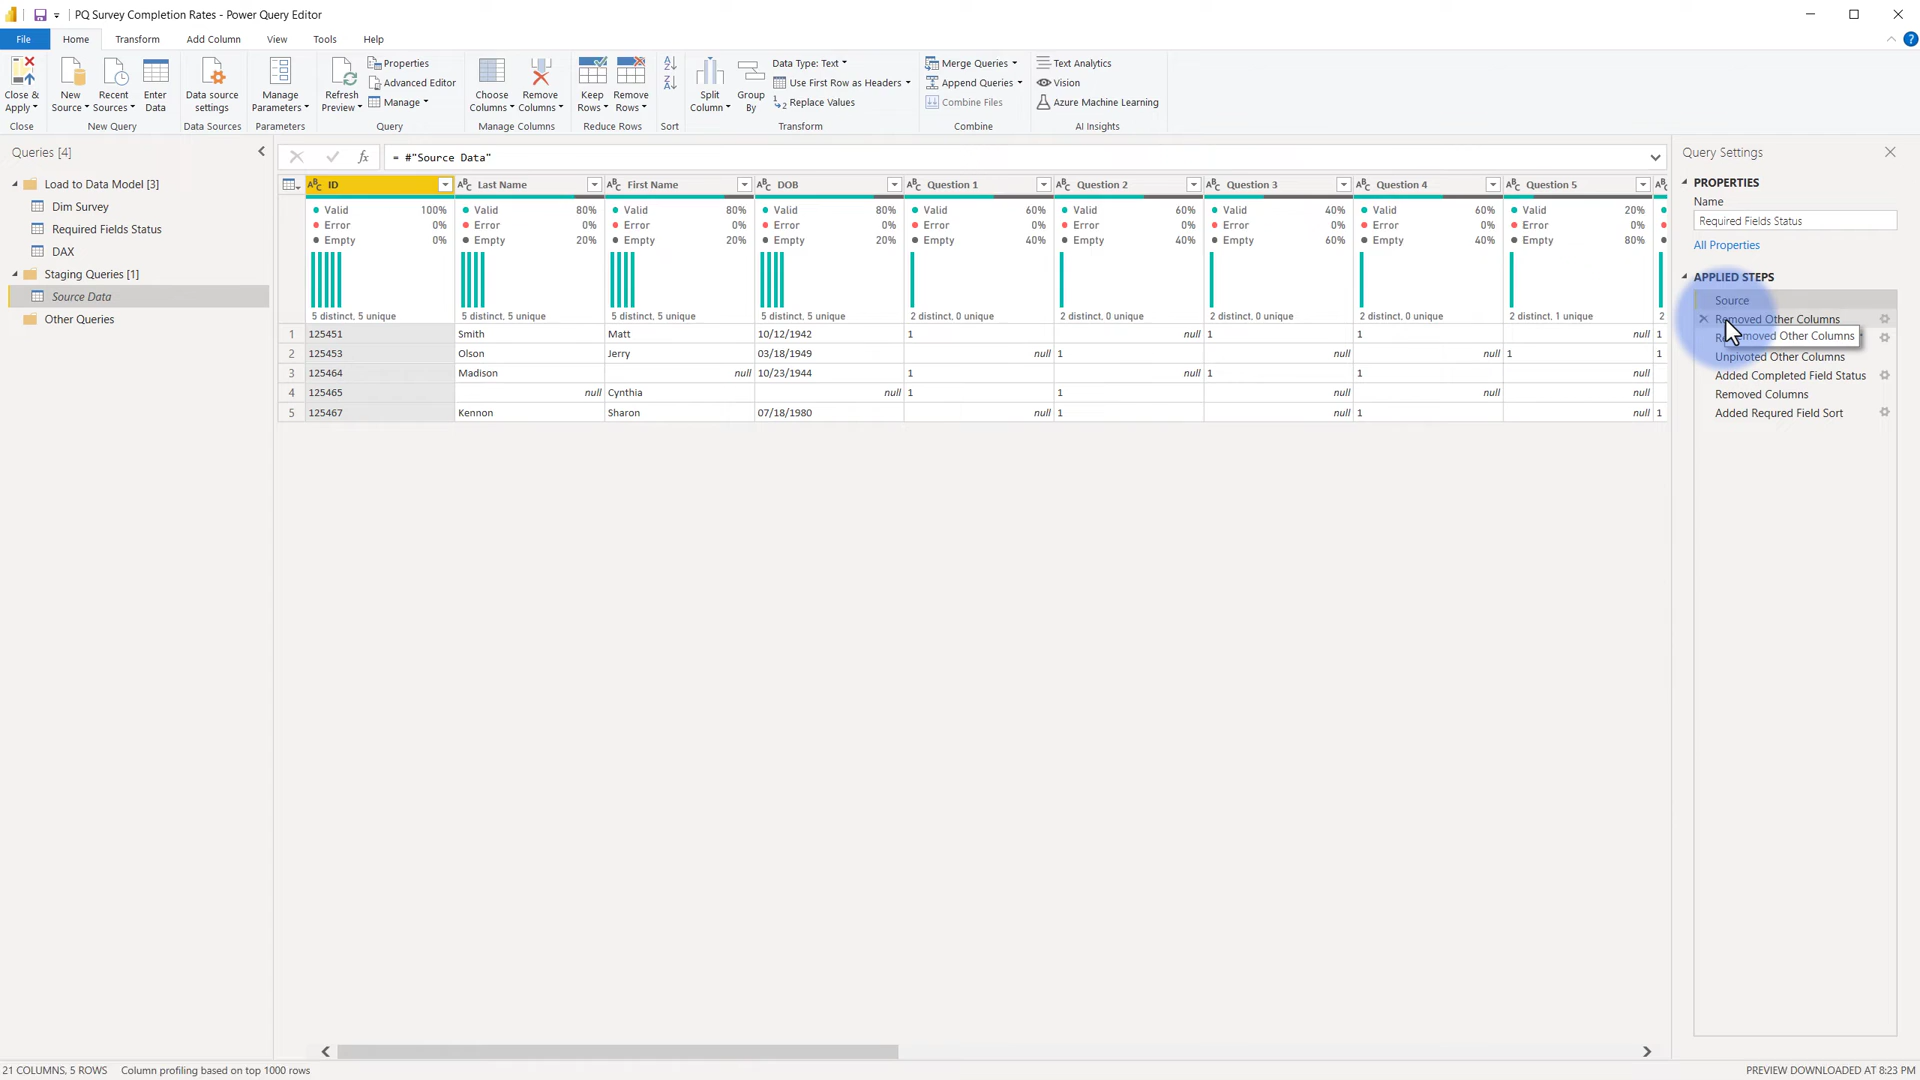 PQ Survey Completion Rates - Power Query Editor
File Home Transform Add Column View Tools Help
Close & Apply
Close
New Source
Recent Sources
Enter Data
New Query
Data source settings
Data Sources
Manage Parameters
Parameters
Refresh Preview
Properties
Advanced Editor
Manage
Query
Choose Columns
Remove Columns
Manage Columns
Keep Rows
Remove Rows
Reduce Rows
Sort
Split Column
Group By
Data Type: Text
Use First Row as Headers
Replace Values
Transform
Merge Queries
Append Queries
Combine Files
Combine
Text Analytics
Vision
Azure Machine Learning
AI Insights
Queries [4]
Load to Data Model [3]
Dim Survey
Required Fields Status
DAX
Staging Queries [1]
Source Data
Other Queries
= #"Source Data"
ID Last Name First Name DOB Question 1 Question 2 Question 3 Question 4 Question 5
Valid 100% Valid 80% Valid 80% Valid 80% Valid 60% Valid 60% Valid 40% Valid 60% Valid 20%
Error 0% Error 0% Error 0% Error 0% Error 0% Error 0% Error 0% Error 0% Error 0%
Empty 0% Empty 20% Empty 20% Empty 20% Empty 40% Empty 40% Empty 60% Empty 40% Empty 80%
5 distinct, 5 unique 5 distinct, 5 unique 5 distinct, 5 unique 5 distinct, 5 unique 2 distinct, 0 unique 2 distinct, 0 unique 2 distinct, 0 unique 2 distinct, 0 unique 2 distinct, 1 unique 2
1 125451 Smith Matt 10/12/1942 1 null 1 1 null 1
2 125453 Olson Jerry 03/18/1949 null 1 null null 1 1
3 125464 Madison null 10/23/1944 1 null 1 1 null
4 125465 null Cynthia null 1 1 null null null
5 125467 Kennon Sharon 07/18/1980 null 1 null 1 null 1
Query Settings
PROPERTIES
Name
Required Fields Status
All Properties
APPLIED STEPS
Source
Removed Other Columns
Removed Other Columns
Unpivoted Other Columns
Added Completed Field Status
Removed Columns
Added Requred Field Sort
21 COLUMNS, 5 ROWS Column profiling based on top 1000 rows PREVIEW DOWNLOADED AT 8:23 PM